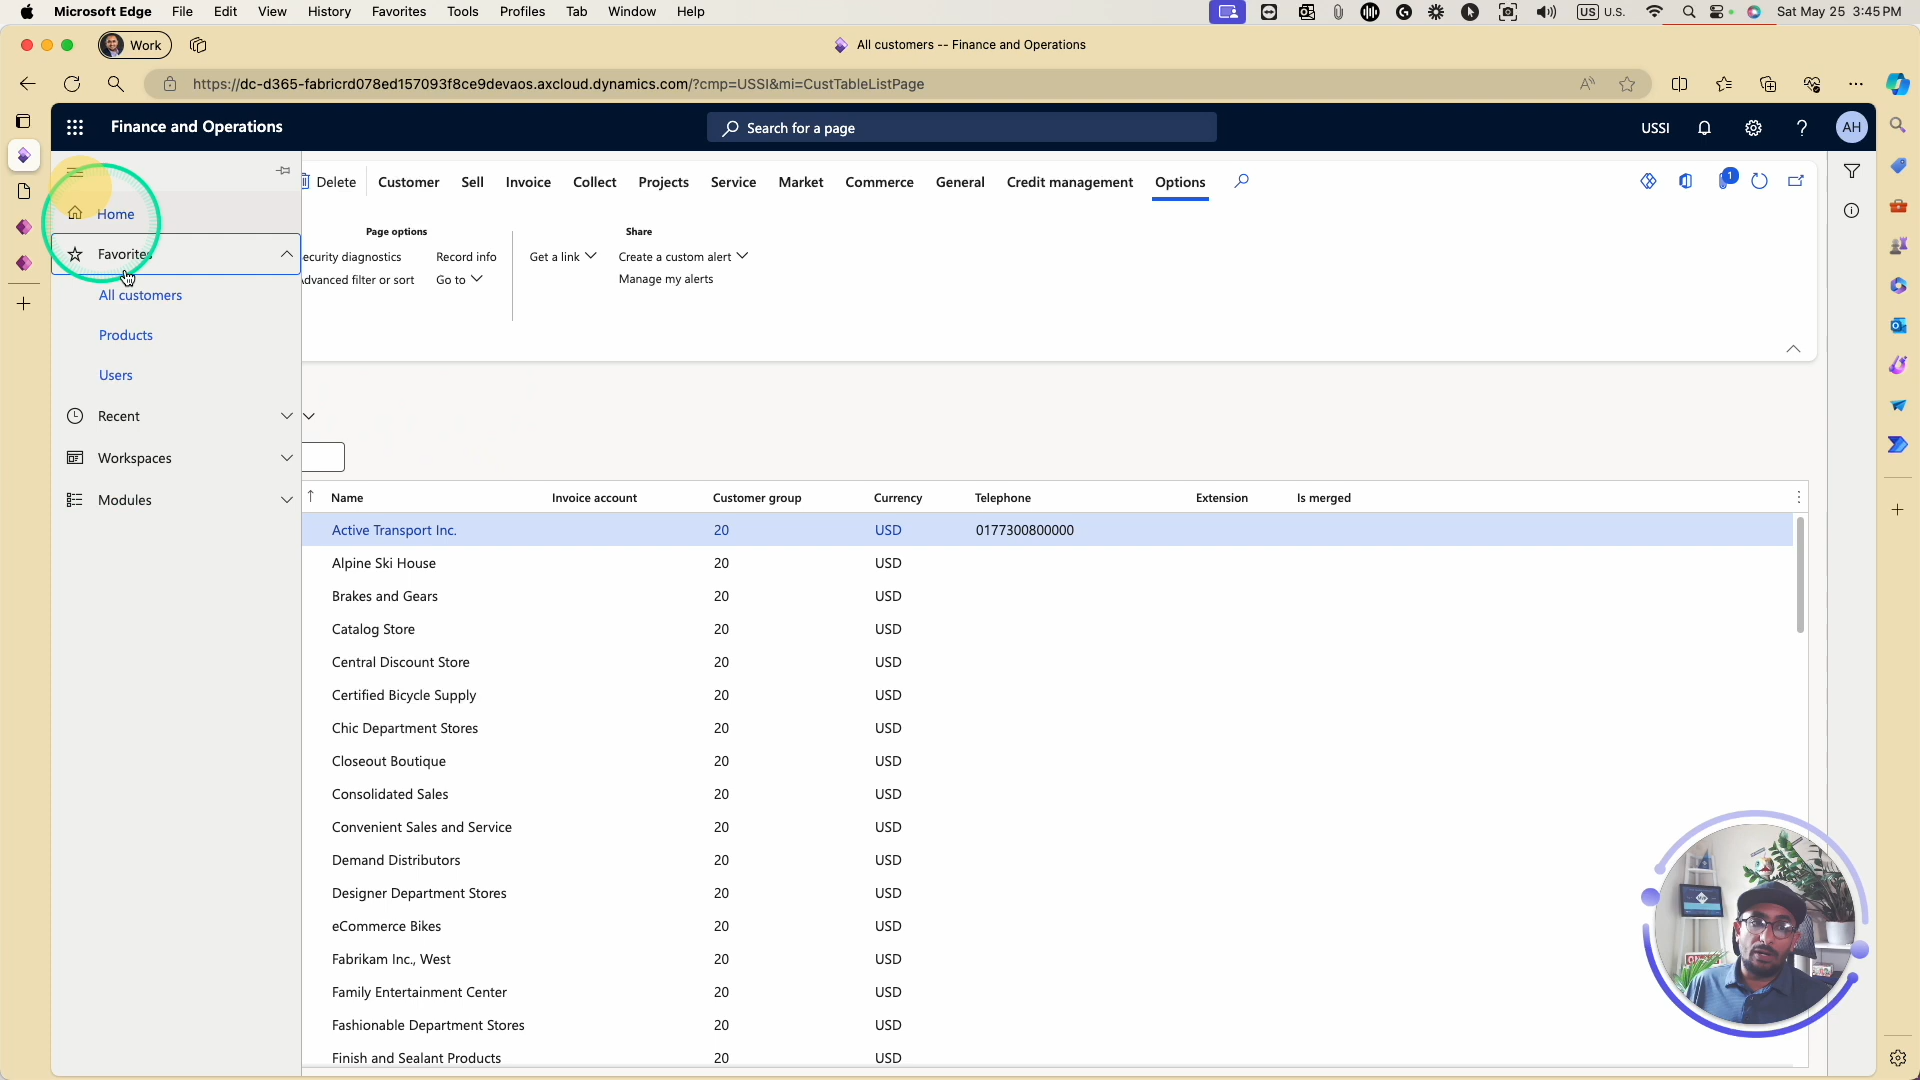 Microsoft Edge File Edit View History Favorites Tools Profiles Tab Window Help US U.S. Sat May 25 3:45 PM
Work
All customers -- Finance and Operations
https://dc-d365-fabricrd078ed157093f8ce9devaos.axcloud.dynamics.com/?cmp=USSI&mi=CustTableListPage
Finance and Operations
Search for a page
USSI
AH
Delete Customer Sell Invoice Collect Projects Service Market Commerce General Credit management Options
1
Home
Page options
Share
Favorites
ecurity diagnostics Record info Get a link Create a custom alert
dvanced filter or sort Go to Manage my alerts
All customers
Products
Users
Recent
Workspaces
Modules
Name Invoice account Customer group Currency Telephone Extension Is merged
Active Transport Inc. 20 USD 0177300800000
Alpine Ski House 20 USD
Brakes and Gears 20 USD
Catalog Store 20 USD
Central Discount Store 20 USD
Certified Bicycle Supply 20 USD
Chic Department Stores 20 USD
Closeout Boutique 20 USD
Consolidated Sales 20 USD
Convenient Sales and Service 20 USD
Demand Distributors 20 USD
Designer Department Stores 20 USD
eCommerce Bikes 20 USD
Fabrikam Inc., West 20 USD
Family Entertainment Center 20 USD
Fashionable Department Stores 20 USD
Finish and Sealant Products 20 USD